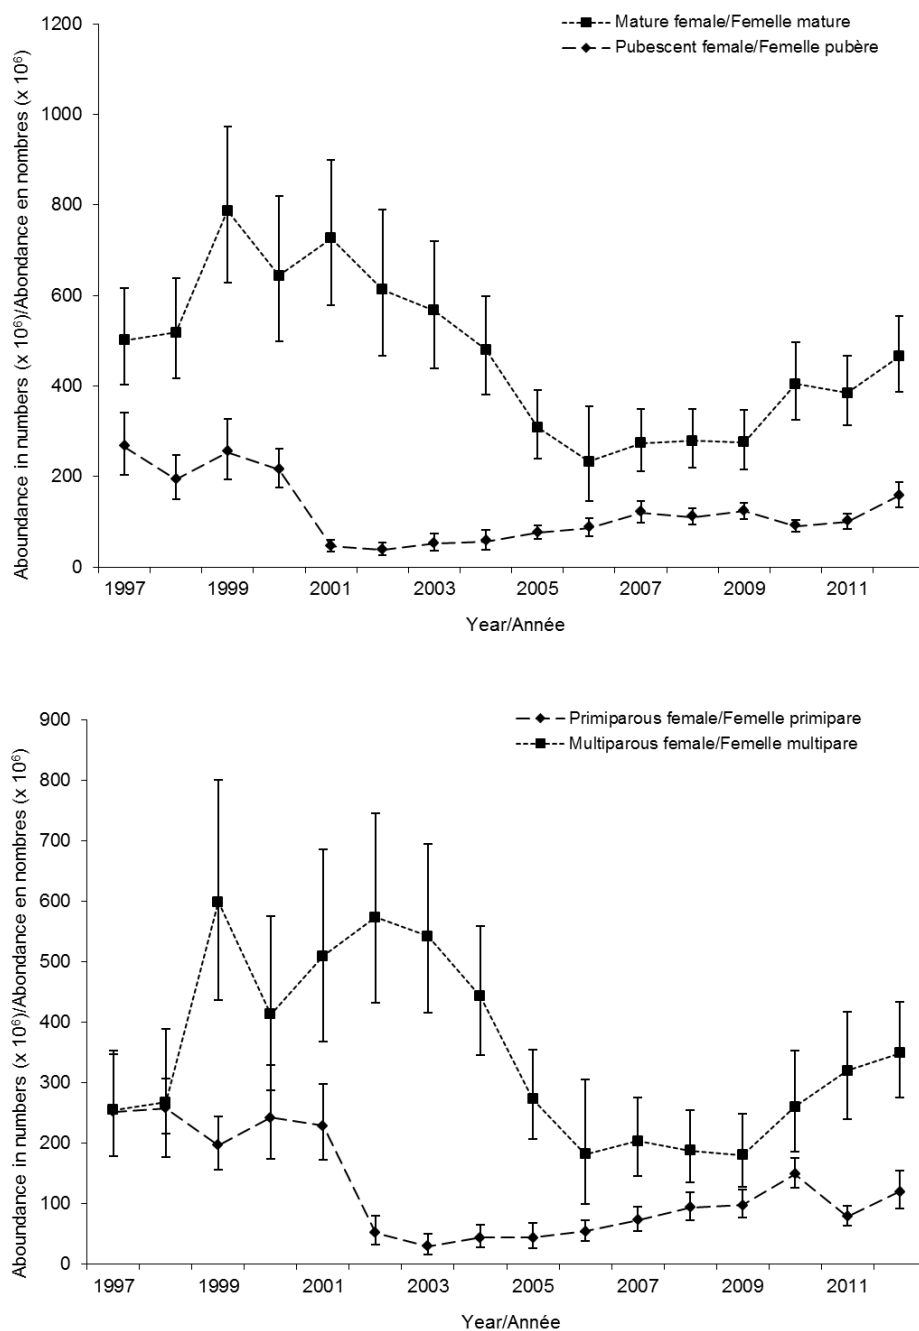 1200
1000
800
600
400
200
0
Aboundance in numbers (x 10⁶)/Abondance en nombres (x 10⁶)
Mature female/Femelle mature
Pubescent female/Femelle pubère
1997 1999 2001 2003 2005 2007 2009 2011
Year/Année
900
800
700
600
500
400
300
200
100
0
Aboundance in numbers (x 10⁶)/Abondance en nombres (x 10⁶)
Primiparous female/Femelle primipare
Multiparous female/Femelle multipare
1997 1999 2001 2003 2005 2007 2009 2011
Year/Année